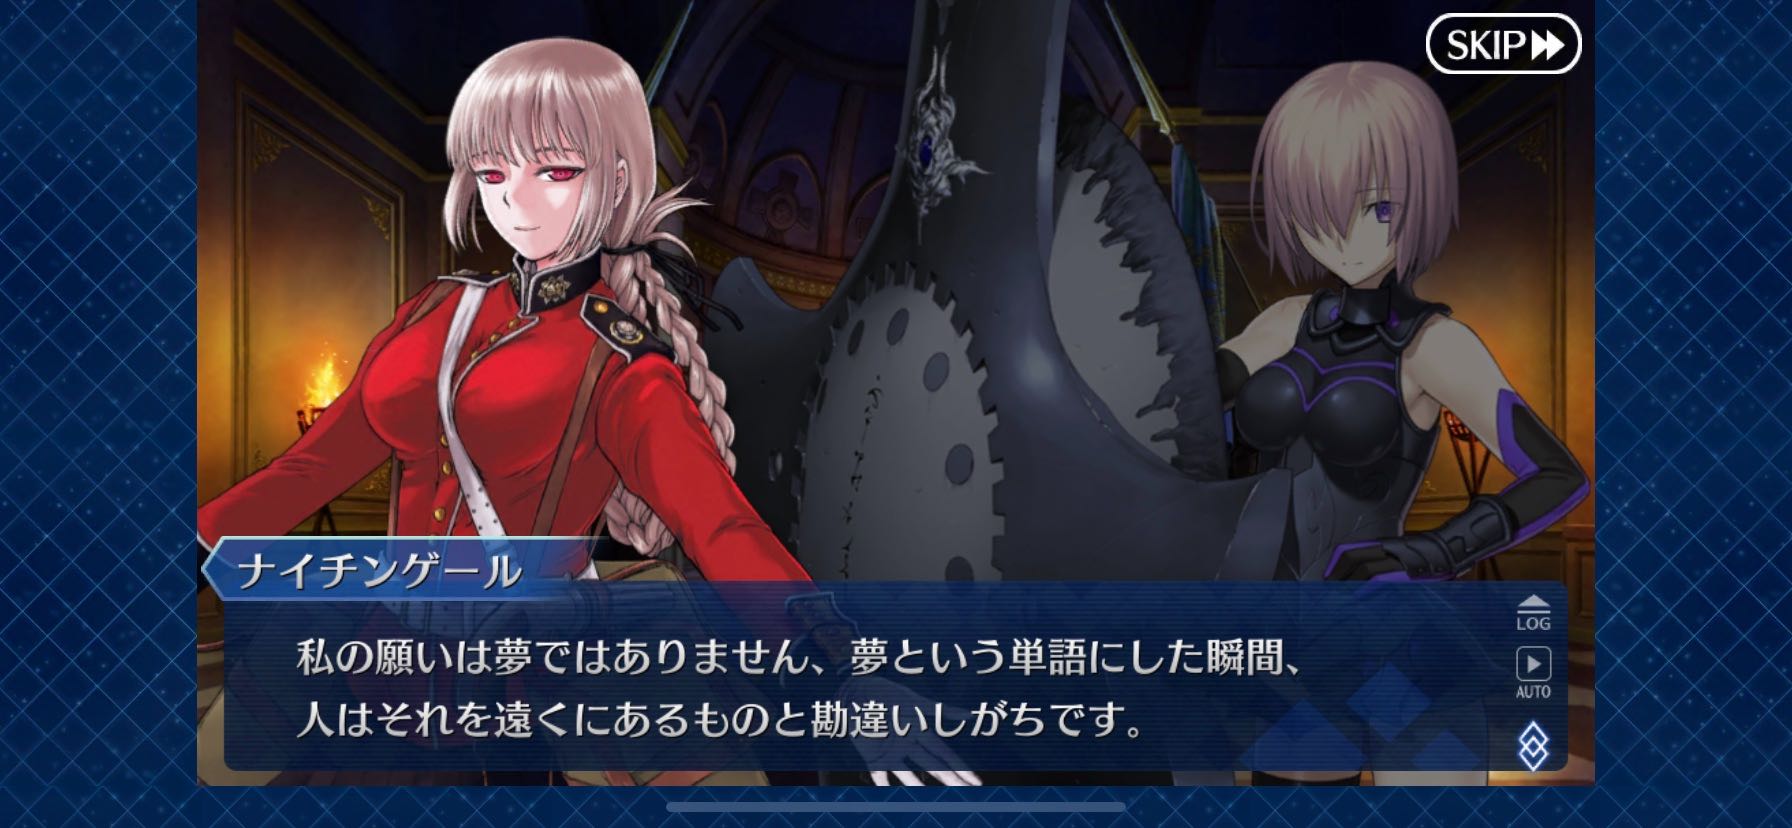 SKIP
ナイチンゲール
私の願いは夢ではありません、夢という単語にした瞬間、
人はそれを遠くにあるものと勘違いしがちです。
LOG
AUTO